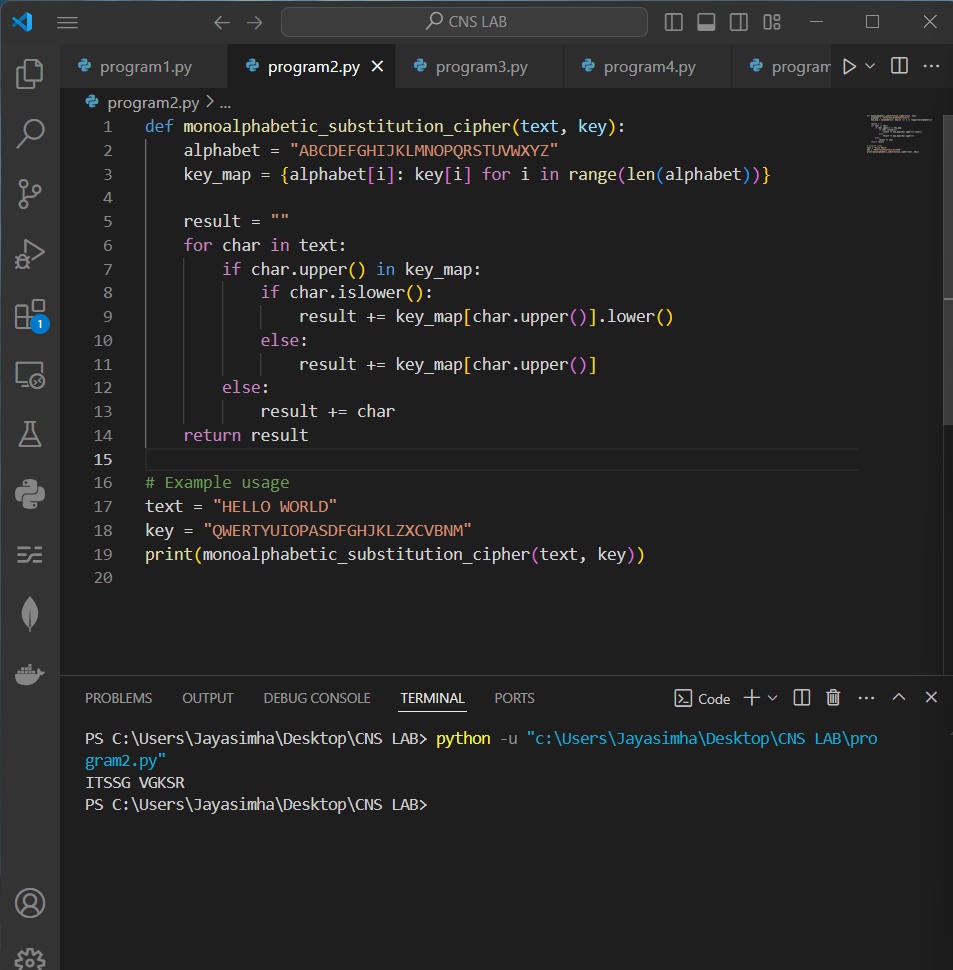 CNS LAB
program1.py
program2.py
program3.py
program4.py
program
program2.py > ...
1 def monoalphabetic_substitution_cipher(text, key):
2     alphabet = "ABCDEFGHIJKLMNOPQRSTUVWXYZ"
3     key_map = {alphabet[i]: key[i] for i in range(len(alphabet))}
4
5     result = ""
6     for char in text:
7         if char.upper() in key_map:
8             if char.islower():
9                 result += key_map[char.upper()].lower()
10             else:
11                 result += key_map[char.upper()]
12         else:
13             result += char
14     return result
15
16 # Example usage
17 text = "HELLO WORLD"
18 key = "QWERTYUIOPASDFGHJKLZXCVBNM"
19 print(monoalphabetic_substitution_cipher(text, key))
20
1
PROBLEMS OUTPUT DEBUG CONSOLE TERMINAL PORTS Code
PS C:\Users\Jayasimha\Desktop\CNS LAB> python -u "c:\Users\Jayasimha\Desktop\CNS LAB\pro
gram2.py"
ITSSG VGKSR
PS C:\Users\Jayasimha\Desktop\CNS LAB>